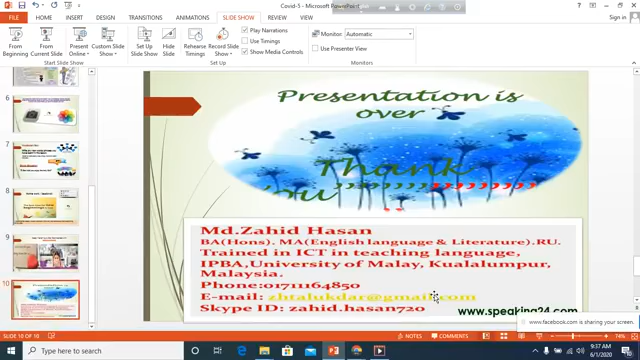 Covid-5 - Microsoft PowerPoint
Sign in
FILE HOME INSERT DESIGN TRANSITIONS ANIMATIONS SLIDE SHOW REVIEW VIEW
From Beginning
From Current Slide
Present Online
Custom Slide Show
Set Up Slide Show
Hide Slide
Rehearse Timings
Record Slide Show
Play Narrations
Use Timings
Show Media Controls
Monitor: Automatic
Use Presenter View
Start Slide Show
Set Up
Monitors
6
7
8
9
10
Presentation is
over
Thank
You
Md.Zahid Hasan
BA(Hons). MA(English language & Literature).RU.
Trained in ICT in teaching language,
IPBA,University of Malay, Kualalumpur,
Malaysia.
Phone:01711164850
E-mail: zhtalukdar@gmail.com
Skype ID: zahid.hasan720
www.speaking24.com
www.facebook.com is sharing your screen.
NOTES
COMMENTS
74%
Type here to search
9:37 AM
6/1/2020